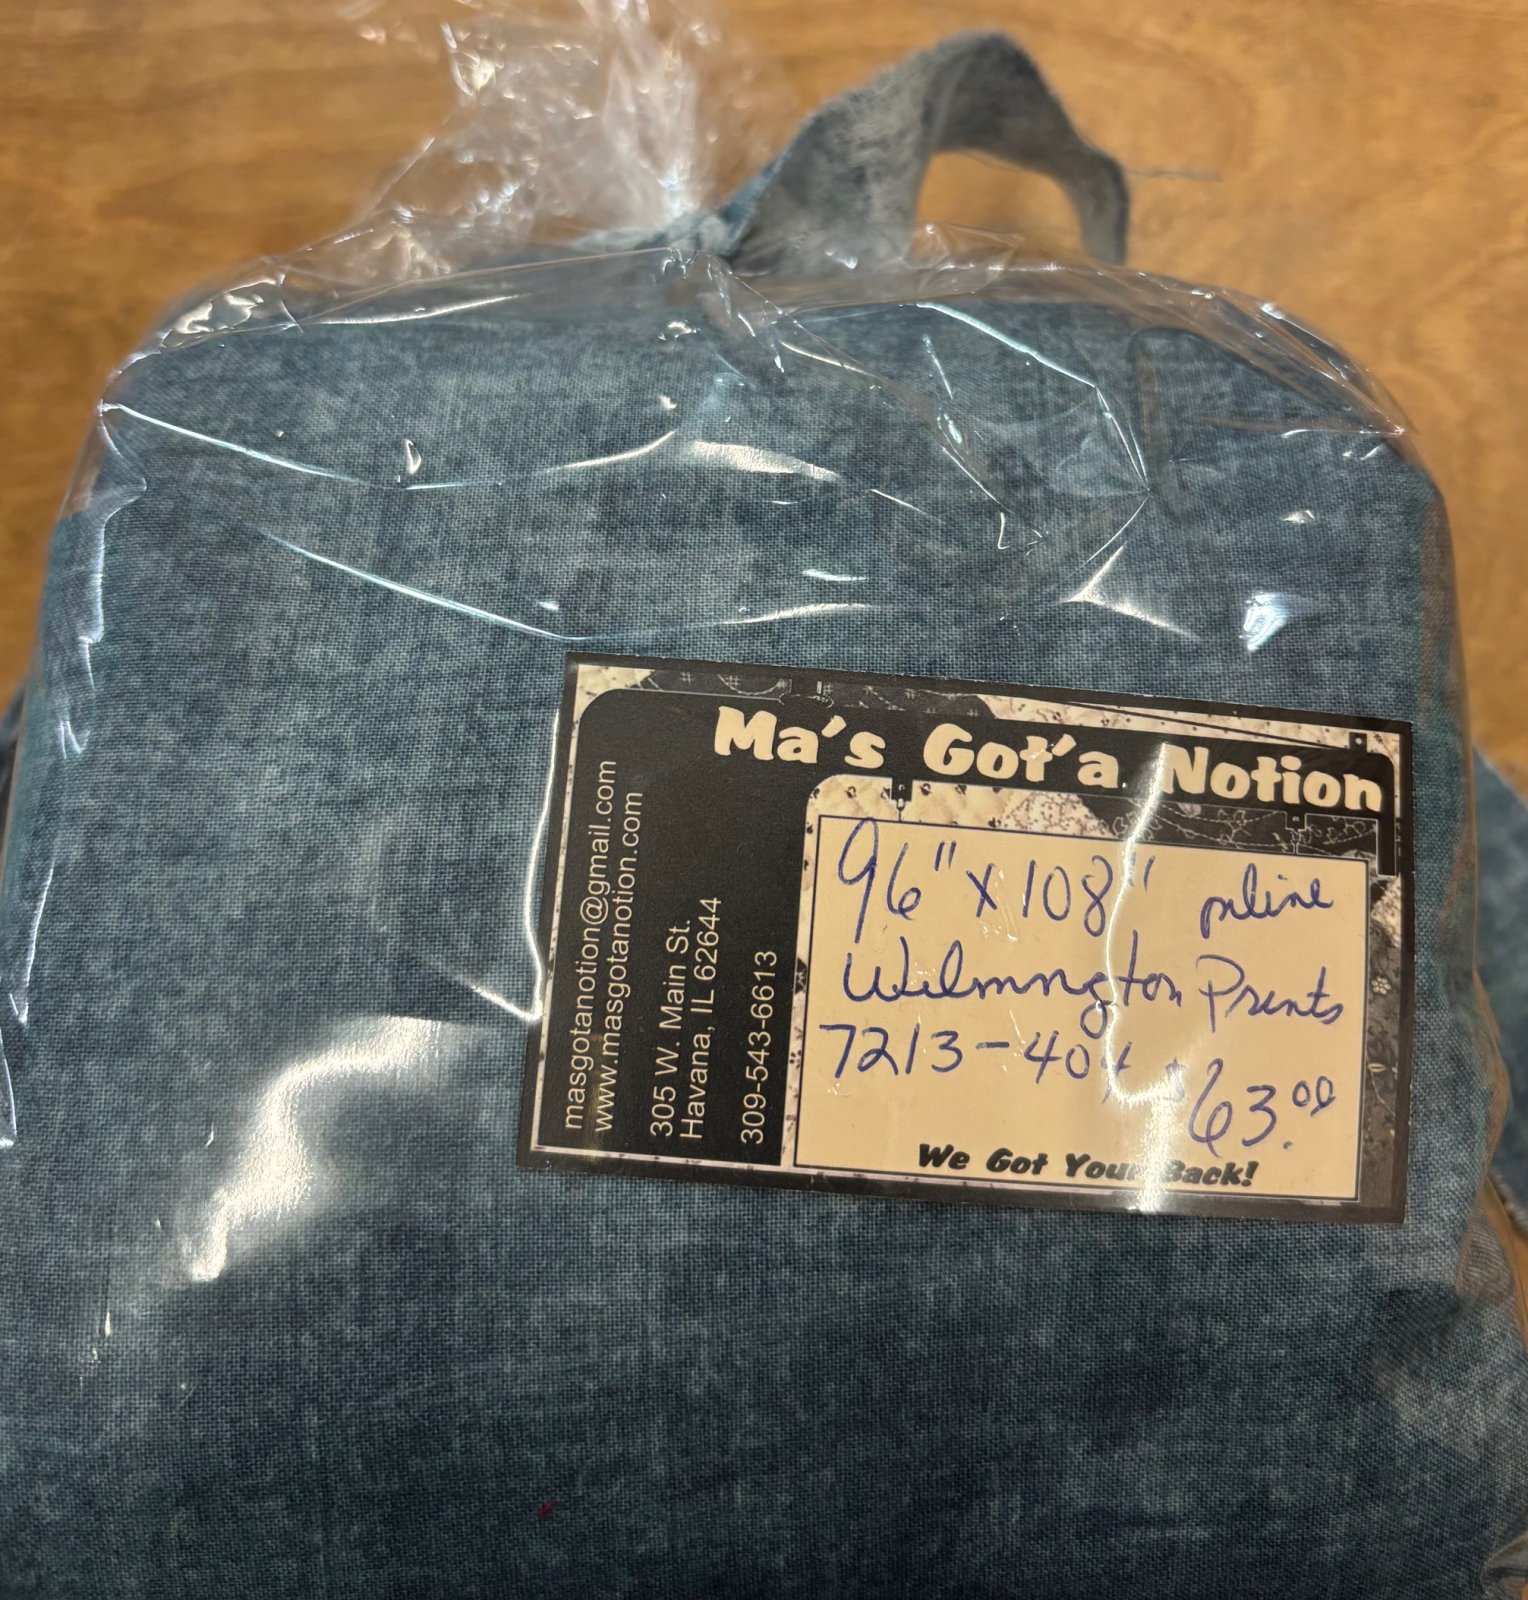 Ma's Got'a Notion
masgotanotion@gmail.com
www.masgotanotion.com
305 W. Main St.
Havana, IL 62644
309-543-6613
96" x 108" online
Wilmington Prints
7213-404 $63.00
We Got Your Back!